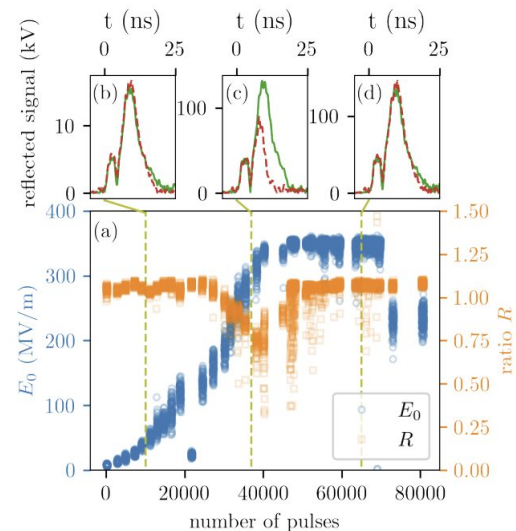 t (ns) t (ns) t (ns)
0 25 0 25 0 25
reflected signal (kV)
(b) (c) (d)
10 100 100
0 0 0
(a)
E₀ (MV/m)
400
300
200
100
0
ratio R
1.50
1.25
1.00
0.75
0.50
0.25
0.00
E₀
R
0 20000 40000 60000 80000
number of pulses